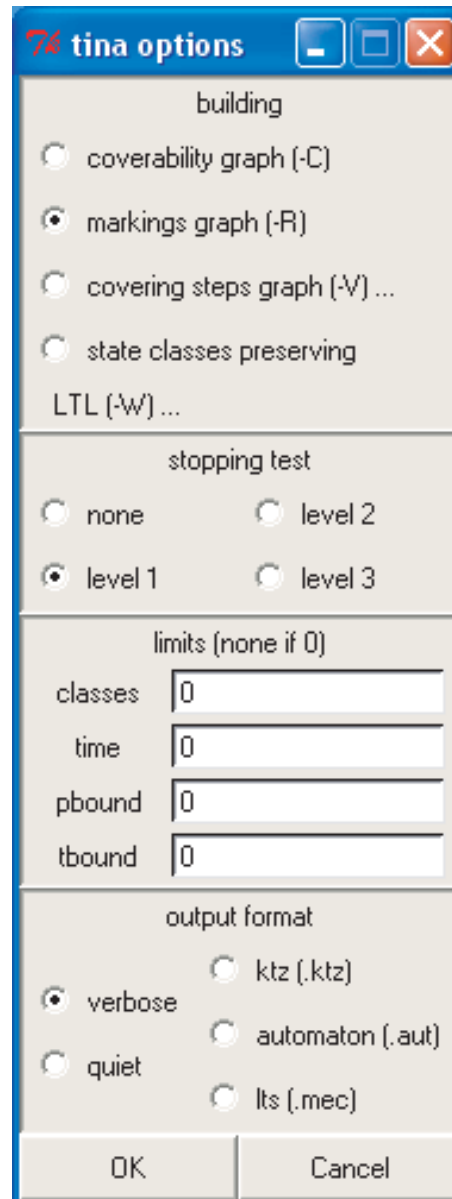 7k tina options
building
coverability graph (-C)
markings graph (-R)
covering steps graph (-V) ...
state classes preserving
LTL (-W) ...
stopping test
none level 2
level 1 level 3
limits (none if 0)
classes 0
time 0
pbound 0
tbound 0
output format
ktz (.ktz)
verbose
automaton (.aut)
quiet
lts (.mec)
OK Cancel